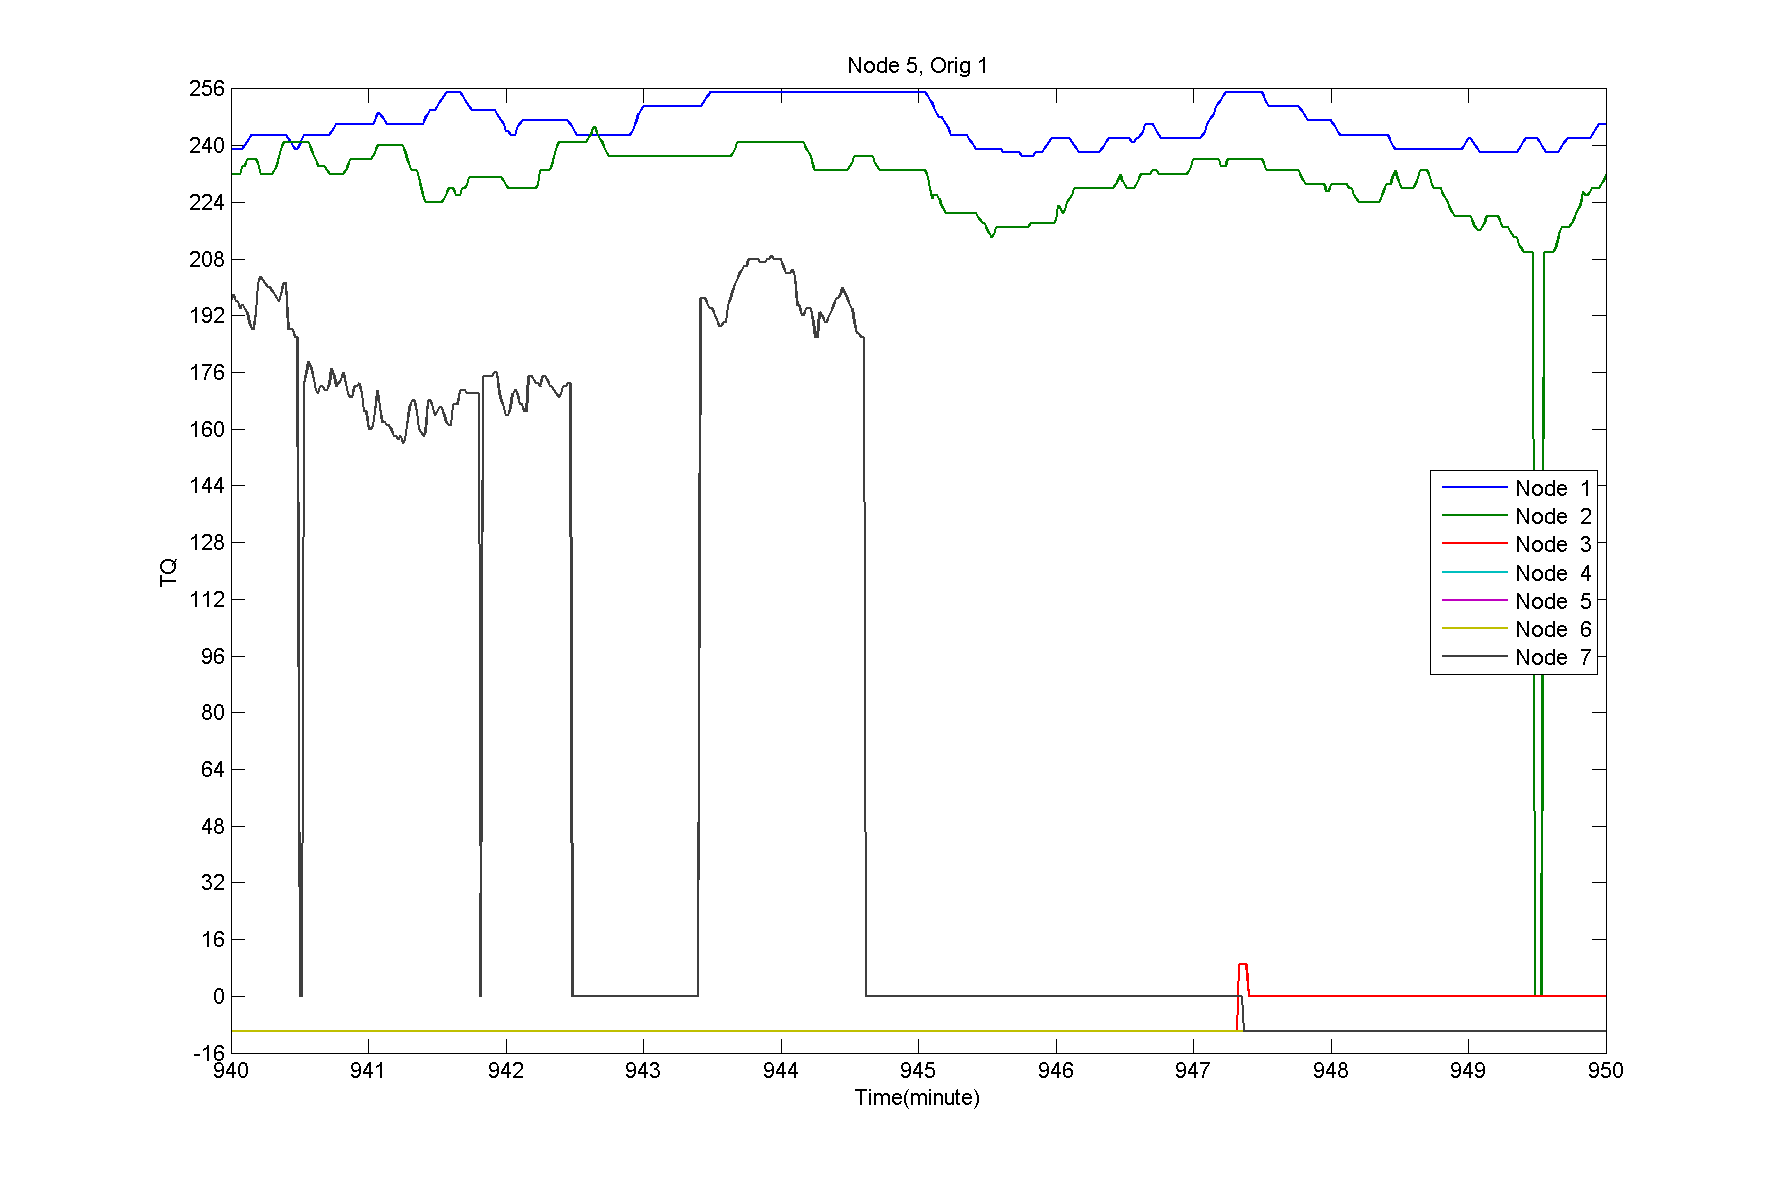 Node 5, Orig 1
256
240
224
208
192
176
160
144
128
112
96
80
64
48
32
16
0
-16
TQ
Node 1
Node 2
Node 3
Node 4
Node 5
Node 6
Node 7
940 941 942 943 944 945 946 947 948 949 950
Time(minute)